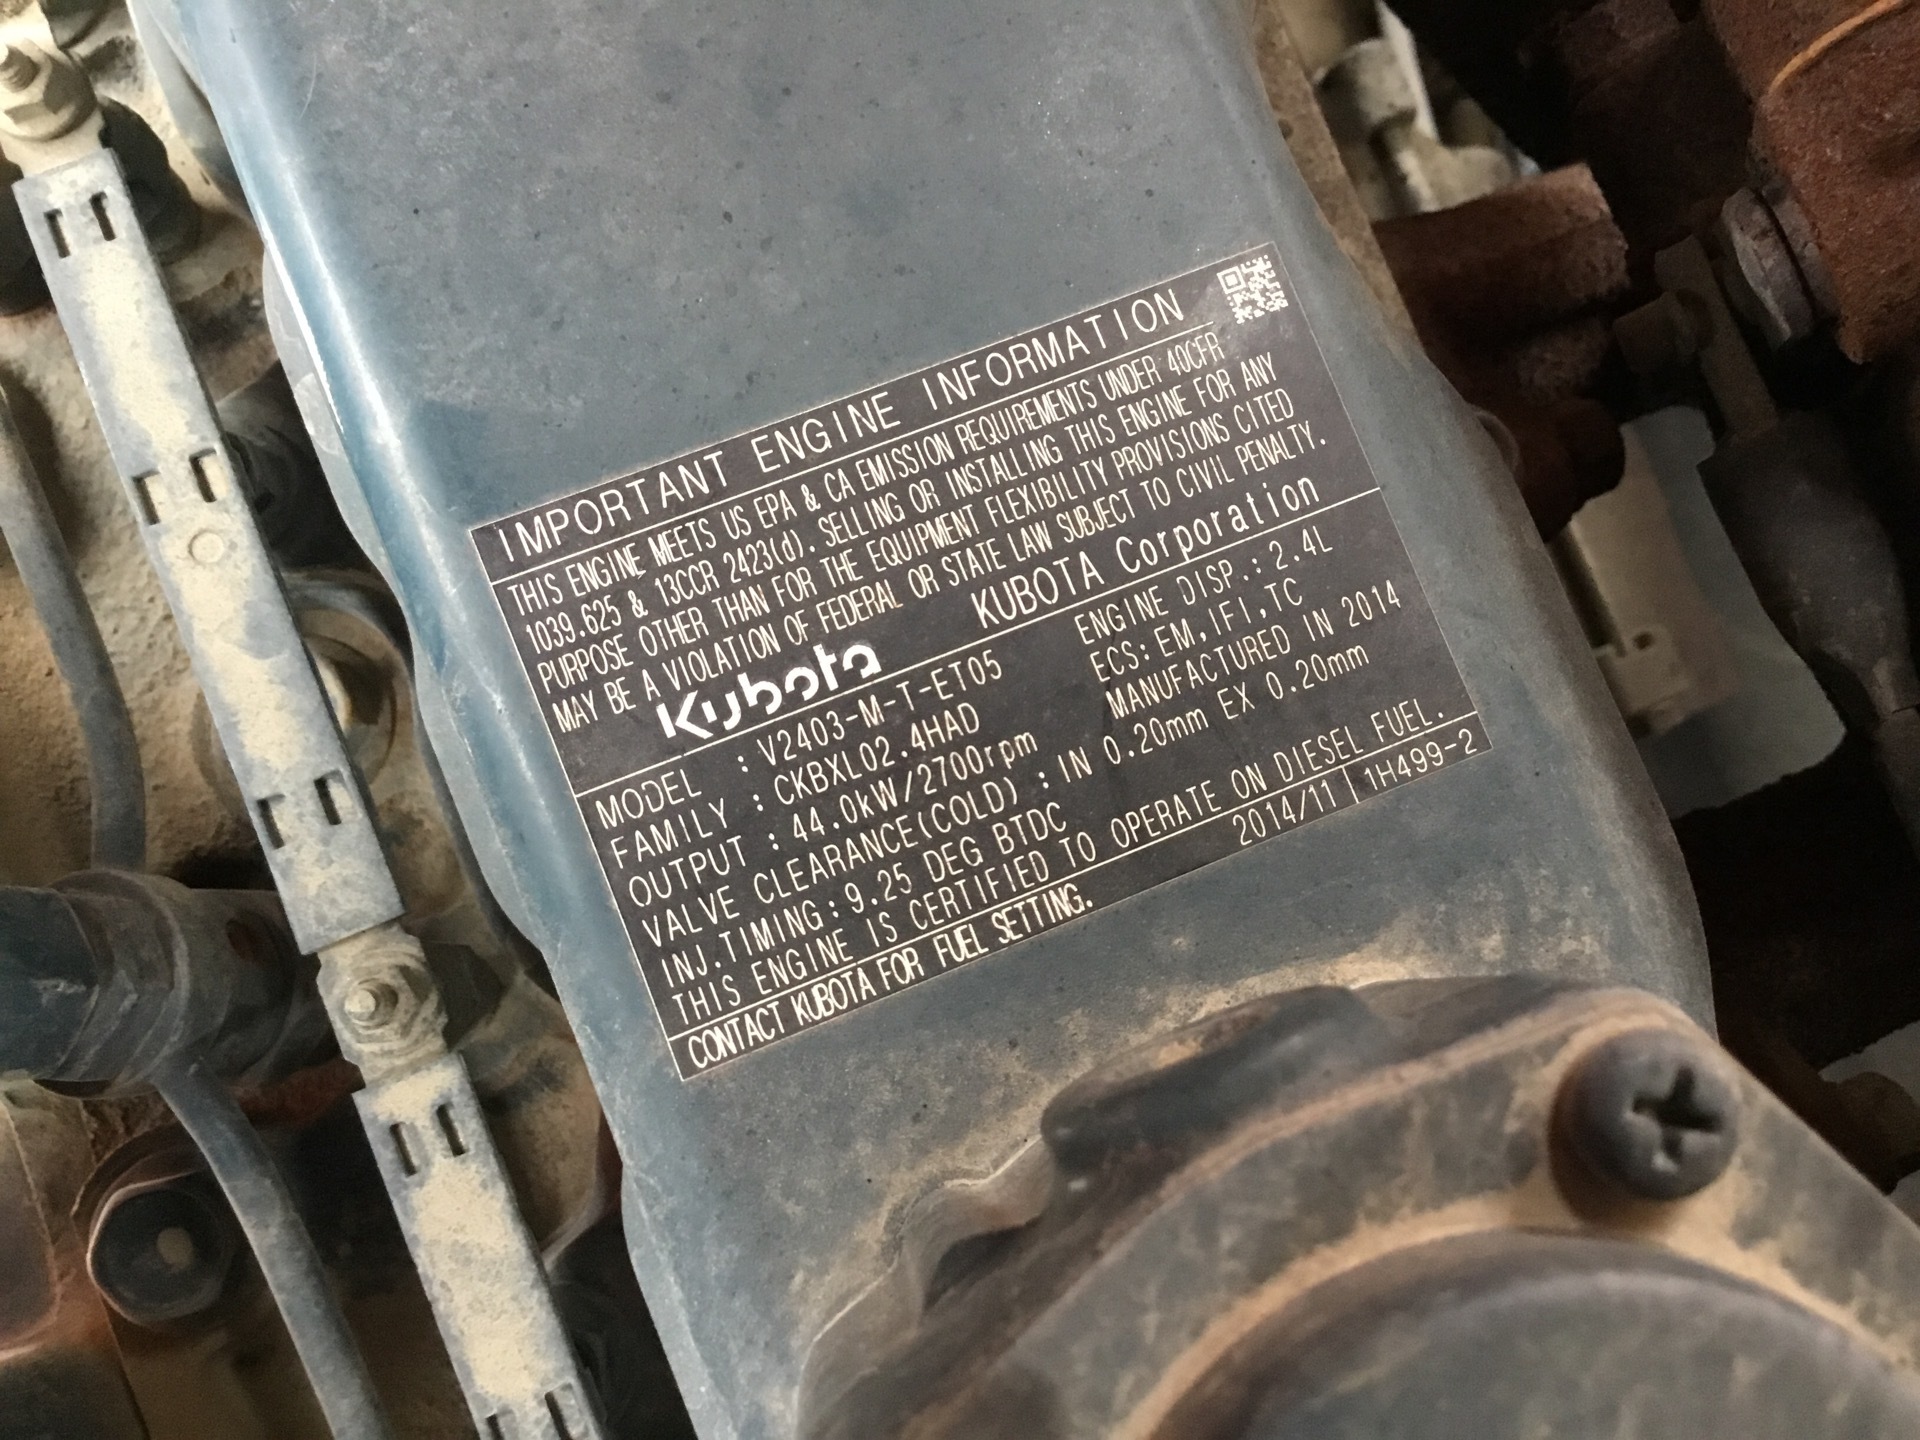 IMPORTANT ENGINE INFORMATION
THIS ENGINE MEETS US EPA & CA EMISSION REQUIREMENTS UNDER 40CFR
1039.625 & 13CCR 2423(d). SELLING OR INSTALLING THIS ENGINE FOR ANY
PURPOSE OTHER THAN FOR THE EQUIPMENT FLEXIBILITY PROVISIONS CITED
MAY BE A VIOLATION OF FEDERAL OR STATE LAW SUBJECT TO CIVIL PENALTY.
Kubota KUBOTA Corporation
MODEL : V2403-M-T-ET05 ENGINE DISP.: 2.4L
FAMILY : CKBXL02.4HAD ECS: EM, IFI, TC
OUTPUT : 44.0kW/2700rpm MANUFACTURED IN 2014
VALVE CLEARANCE(COLD) : IN 0.20mm EX 0.20mm
INJ.TIMING: 9.25 DEG BTDC
THIS ENGINE IS CERTIFIED TO OPERATE ON DIESEL FUEL.
CONTACT KUBOTA FOR FUEL SETTING. 2014/11 1H499-2